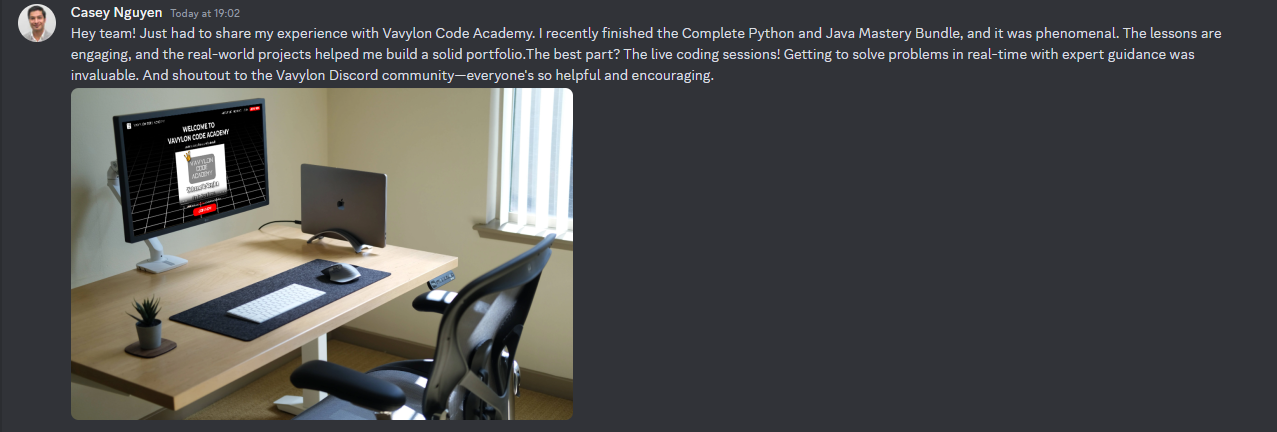 Casey Nguyen Today at 19:02
Hey team! Just had to share my experience with Vavylon Code Academy. I recently finished the Complete Python and Java Mastery Bundle, and it was phenomenal. The lessons are
engaging, and the real-world projects helped me build a solid portfolio.The best part? The live coding sessions! Getting to solve problems in real-time with expert guidance was
invaluable. And shoutout to the Vavylon Discord community—everyone's so helpful and encouraging.
WELCOME TO
VAVYLON CODE ACADEMY
VAVYLON
CODE
ACADEMY